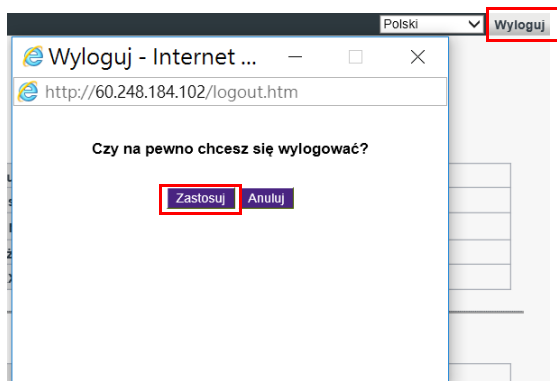 Polski
Wyloguj
Wyloguj - Internet ...
http://60.248.184.102/logout.htm
Czy na pewno chcesz się wylogować?
Zastosuj
Anuluj